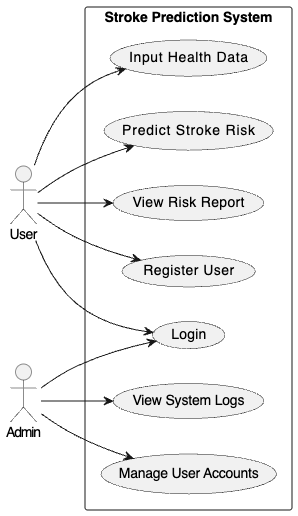 Stroke Prediction System
Input Health Data
Predict Stroke Risk
View Risk Report
User
Register User
Login
View System Logs
Admin
Manage User Accounts